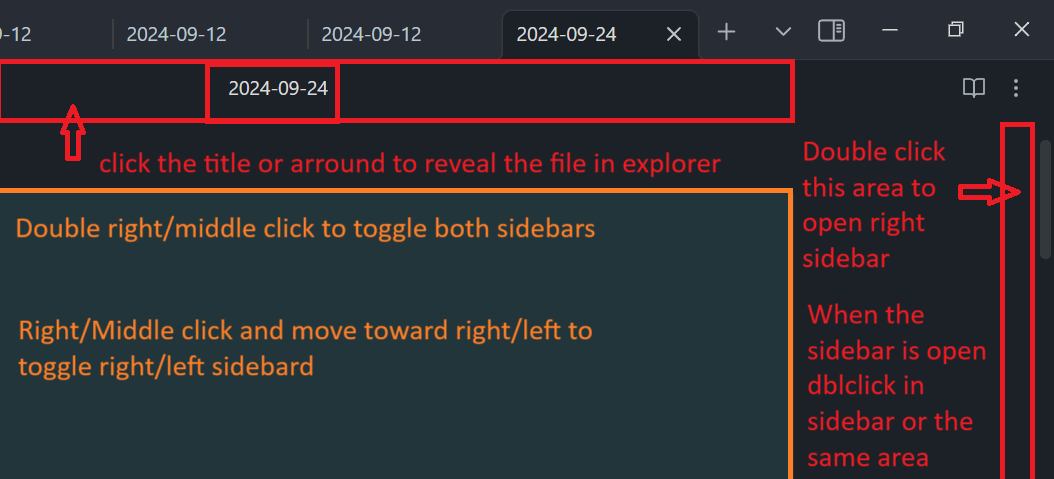 -12
2024-09-12
2024-09-12
2024-09-24
2024-09-24
click the title or arround to reveal the file in explorer
Double right/middle click to toggle both sidebars
Right/Middle click and move toward right/left to
toggle right/left sidebard
Double click
this area to
open right
sidebar
When the
sidebar is open
dblclick in
sidebar or the
same area